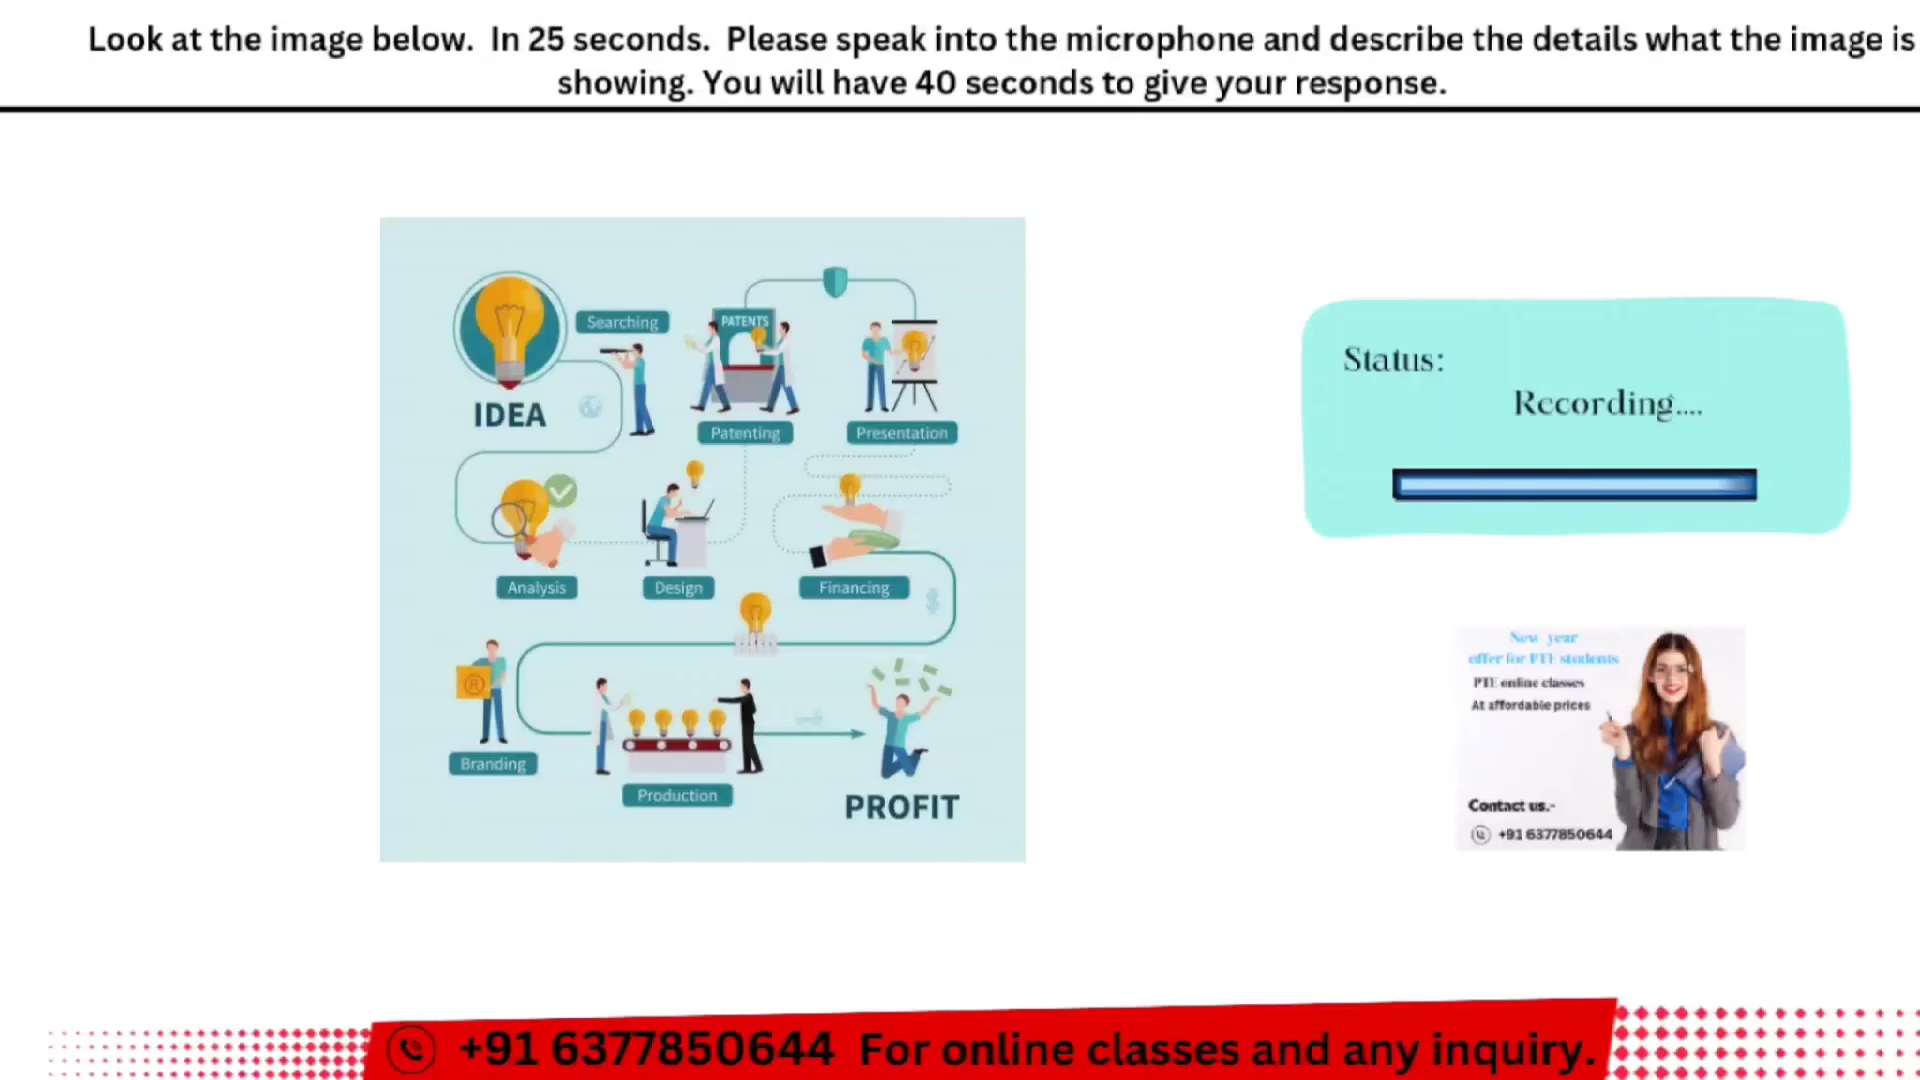 Look at the image below. In 25 seconds. Please speak into the microphone and describe the details what the image is
showing. You will have 40 seconds to give your response.
IDEA
Searching
PATENTS
Patenting
Presentation
Analysis
Design
Financing
$
Branding
R
Production
PROFIT
Status:
Recording....
New year
offer for PTE students
PTE online classes
At affordable prices
Contact us.-
+91 6377850644
+91 6377850644 For online classes and any inquiry.